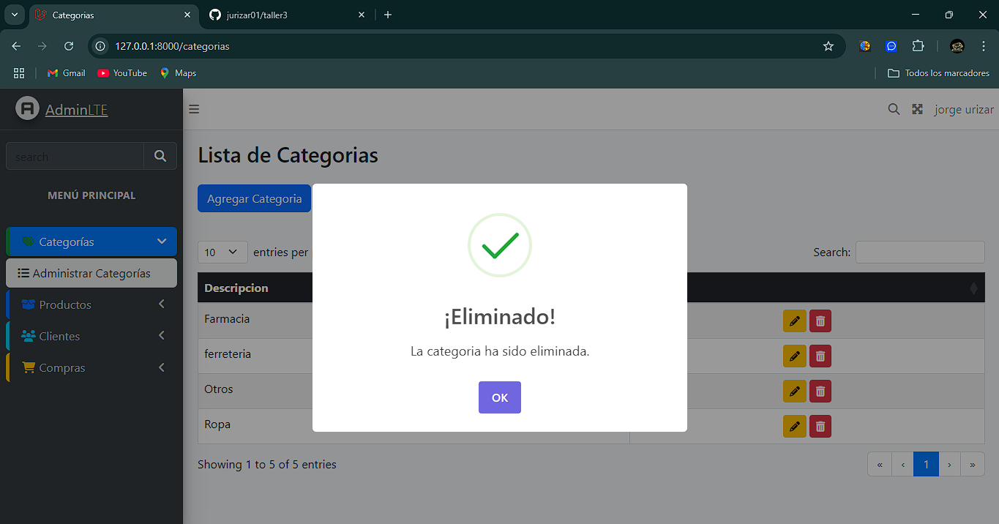 Categorias
jurizar01/taller3
127.0.0.1:8000/categorias
Gmail
YouTube
Maps
Todos los marcadores
AdminLTE
jorge urizar
search
Lista de Categorias
MENÚ PRINCIPAL
Agregar Categoria
Categorías
Administrar Categorías
Productos
Clientes
Compras
10 entries per
Search:
Descripcion
Farmacia
ferreteria
Otros
Ropa
Showing 1 to 5 of 5 entries
« ‹ 1 › »
¡Eliminado!
La categoria ha sido eliminada.
OK